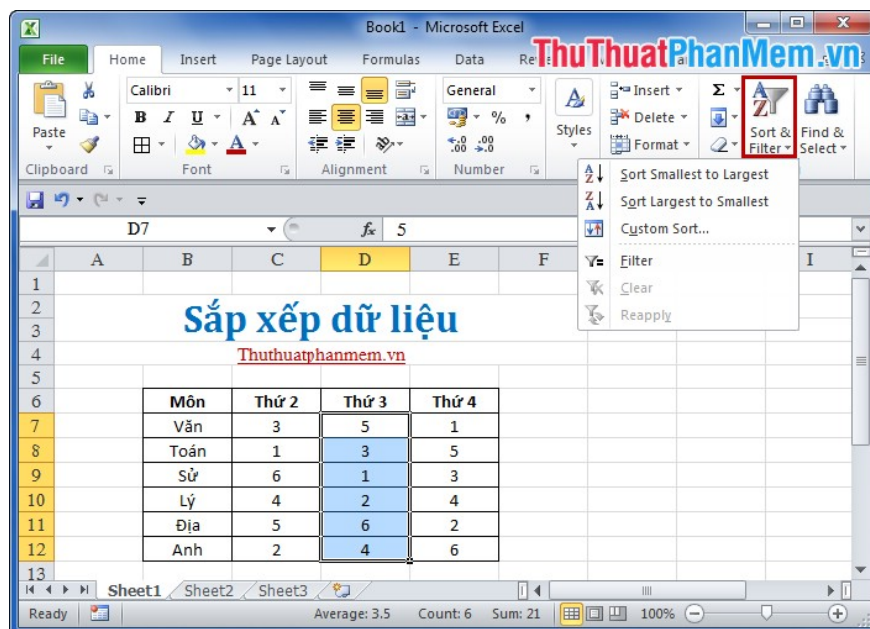 Book1 - Microsoft Excel
ThuThuatPhanMem.vn
File Home Insert Page Layout Formulas Data
Calibri 11 General Insert Σ
B I U A A % , Delete
Paste Styles Format Sort & Filter Find & Select
Clipboard Font Alignment Number
Sort Smallest to Largest
Sort Largest to Smallest
Custom Sort...
Filter
Clear
Reapply
D7 fx 5
A B C D E F I
1
2
Sắp xếp dữ liệu
3
4 Thuthuatphanmem.vn
5
6 Môn Thứ 2 Thứ 3 Thứ 4
7 Văn 3 5 1
8 Toán 1 3 5
9 Sử 6 1 3
10 Lý 4 2 4
11 Địa 5 6 2
12 Anh 2 4 6
13
Sheet1 Sheet2 Sheet3
Ready Average: 3.5 Count: 6 Sum: 21 100%